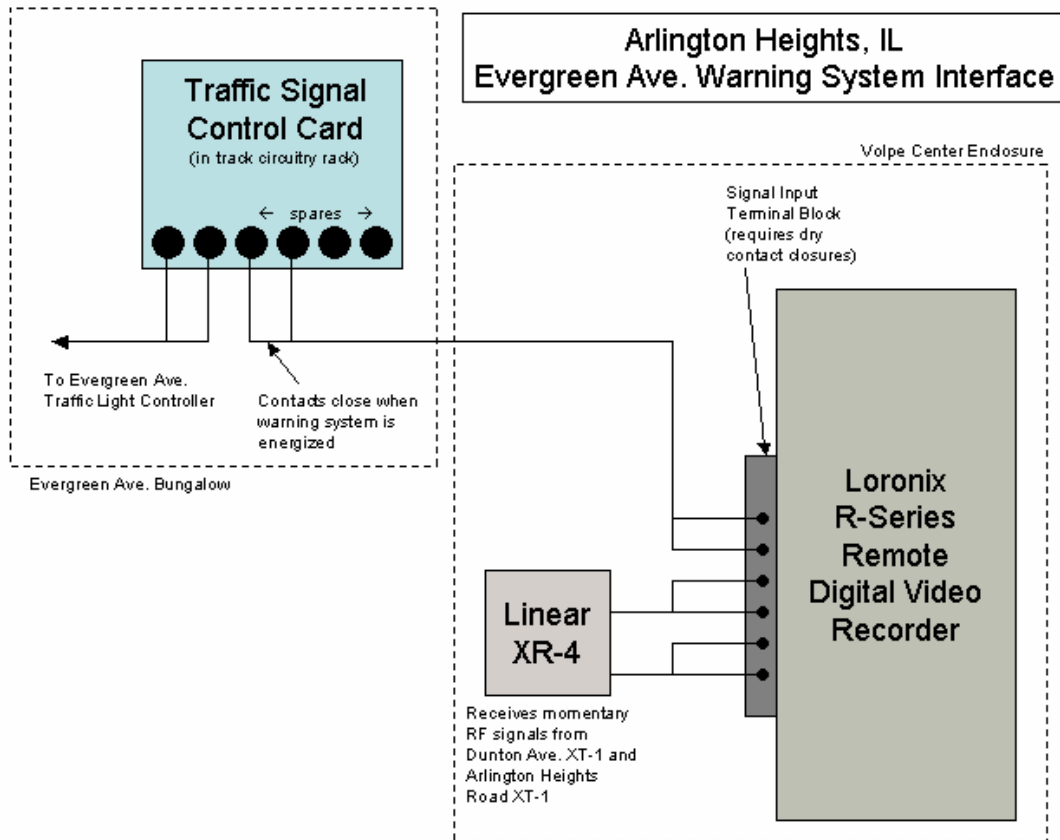 Arlington Heights, IL
Evergreen Ave. Warning System Interface
Traffic Signal
Control Card
(in track circuitry rack)
← spares →
To Evergreen Ave.
Traffic Light Controller
Contacts close when
warning system is
energized
Evergreen Ave. Bungalow
Volpe Center Enclosure
Signal Input
Terminal Block
(requires dry
contact closures)
Loronix
R-Series
Remote
Digital Video
Recorder
Linear
XR-4
Receives momentary
RF signals from
Dunton Ave. XT-1 and
Arlington Heights
Road XT-1